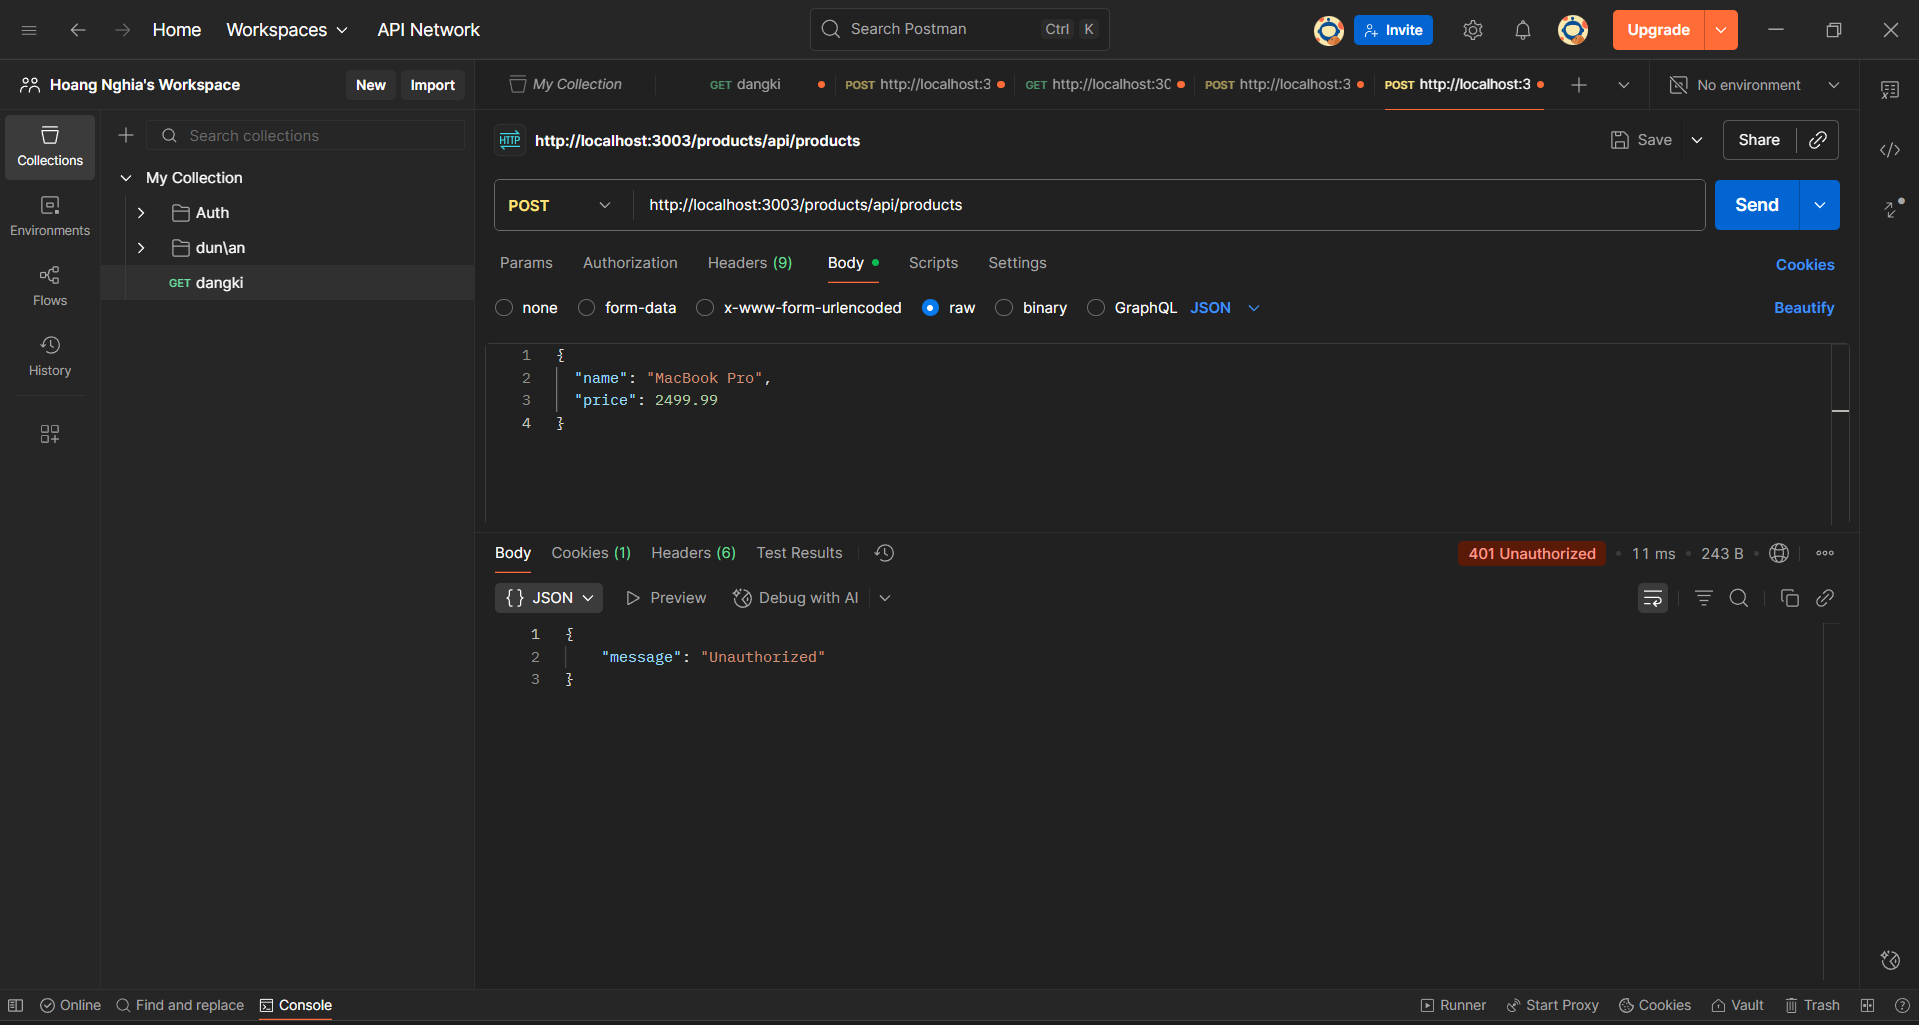 Home
Workspaces
API Network
Search Postman
Ctrl
K
Invite
Upgrade
Hoang Nghia's Workspace
New
Import
My Collection
GET dangki
POST http://localhost:3
GET http://localhost:30
POST http://localhost:3
POST http://localhost:3
No environment
Collections
Environments
Flows
History
Search collections
My Collection
Auth
dun\an
GET dangki
HTTP
http://localhost:3003/products/api/products
Save
Share
POST
http://localhost:3003/products/api/products
Send
Params
Authorization
Headers (9)
Body
Scripts
Settings
Cookies
none
form-data
x-www-form-urlencoded
raw
binary
GraphQL
JSON
Beautify
1 {
2 "name": "MacBook Pro",
3 "price": 2499.99
4 }
Body
Cookies (1)
Headers (6)
Test Results
401 Unauthorized
11 ms
243 B
{} JSON
Preview
Debug with AI
1 {
2 "message": "Unauthorized"
3 }
Online
Find and replace
Console
Runner
Start Proxy
Cookies
Vault
Trash